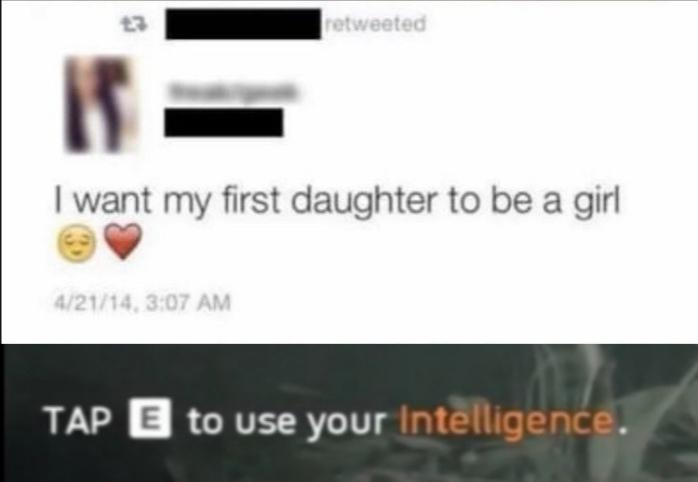 retweeted
I want my first daughter to be a girl
😌❤️
4/21/14, 3:07 AM
TAP E to use your Intelligence.